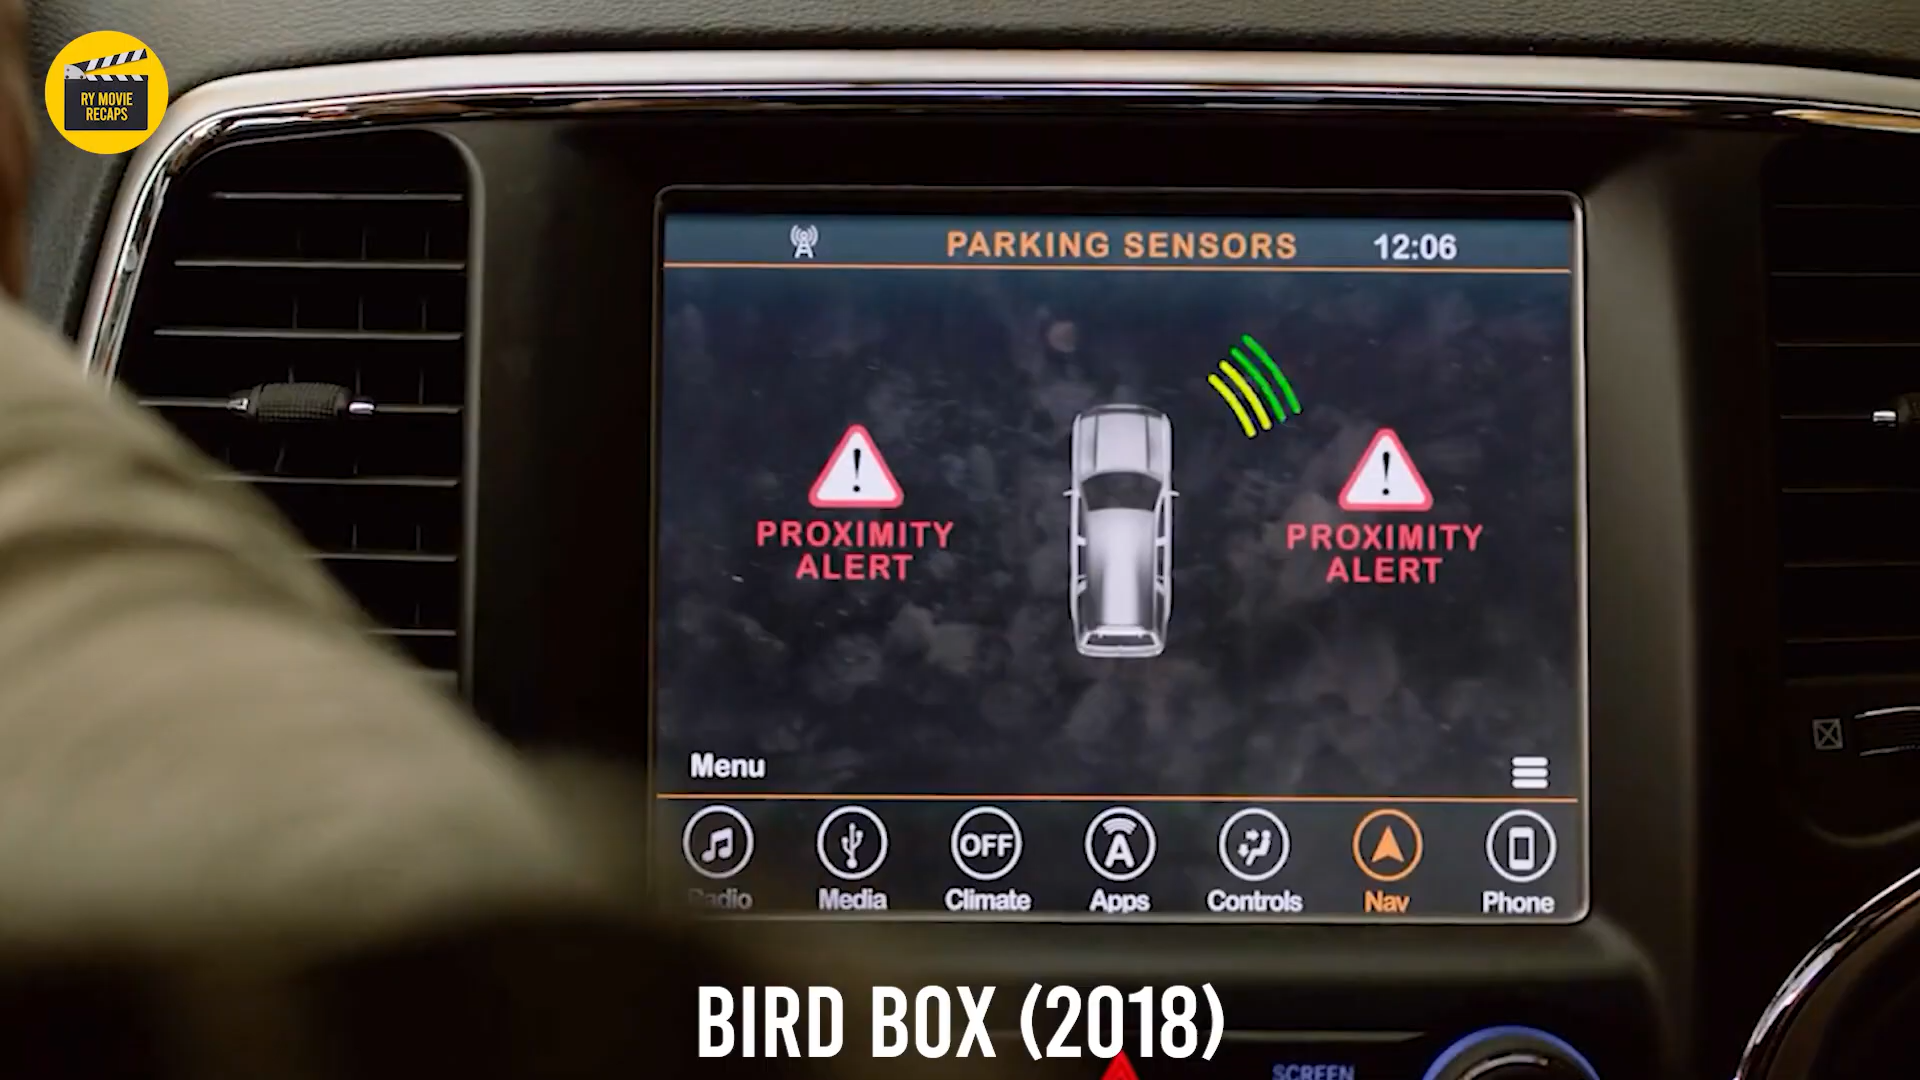 RY MOVIE
RECAPS
PARKING SENSORS
12:06
!
PROXIMITY
ALERT
!
PROXIMITY
ALERT
Menu
OFF
A
Radio
Media
Climate
Apps
Controls
Nav
Phone
BIRD BOX (2018)
SCREEN